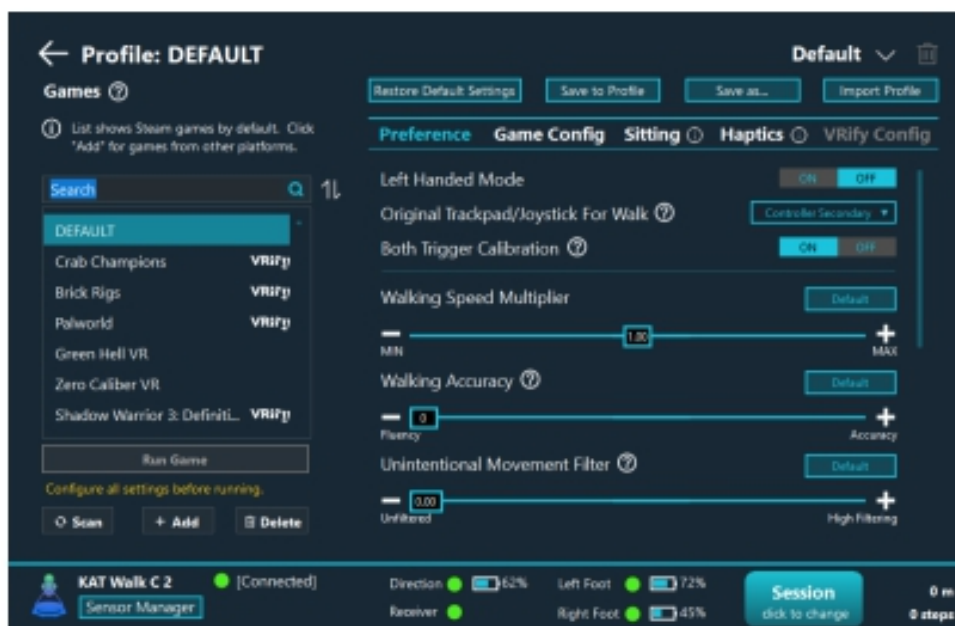 Profile: DEFAULT
Default
Games
Restore Default Settings
Save to Profile
Save as...
Import Profile
List shows Steam games by default. Click
"Add" for games from other platforms.
Preference
Game Config
Sitting
Haptics
VRify Config
Search
DEFAULT
Crab Champions VRify
Brick Rigs VRify
Palworld VRify
Green Hell VR
Zero Caliber VR
Shadow Warrior 3: Definiti... VRify
Run Game
Configure all settings before running.
Scan
+ Add
Delete
Left Handed Mode
ON OFF
Original Trackpad/Joystick For Walk
Controller Secondary
Both Trigger Calibration
ON OFF
Walking Speed Multiplier
Default
1.00
MIN
MAX
Walking Accuracy
Default
0
Fluency
Accuracy
Unintentional Movement Filter
Default
0.00
Unfiltered
High Filtering
KAT Walk C 2
[Connected]
Sensor Manager
Direction 62%
Left Foot 72%
Receiver
Right Foot 45%
Session
click to change
0 m
0 steps